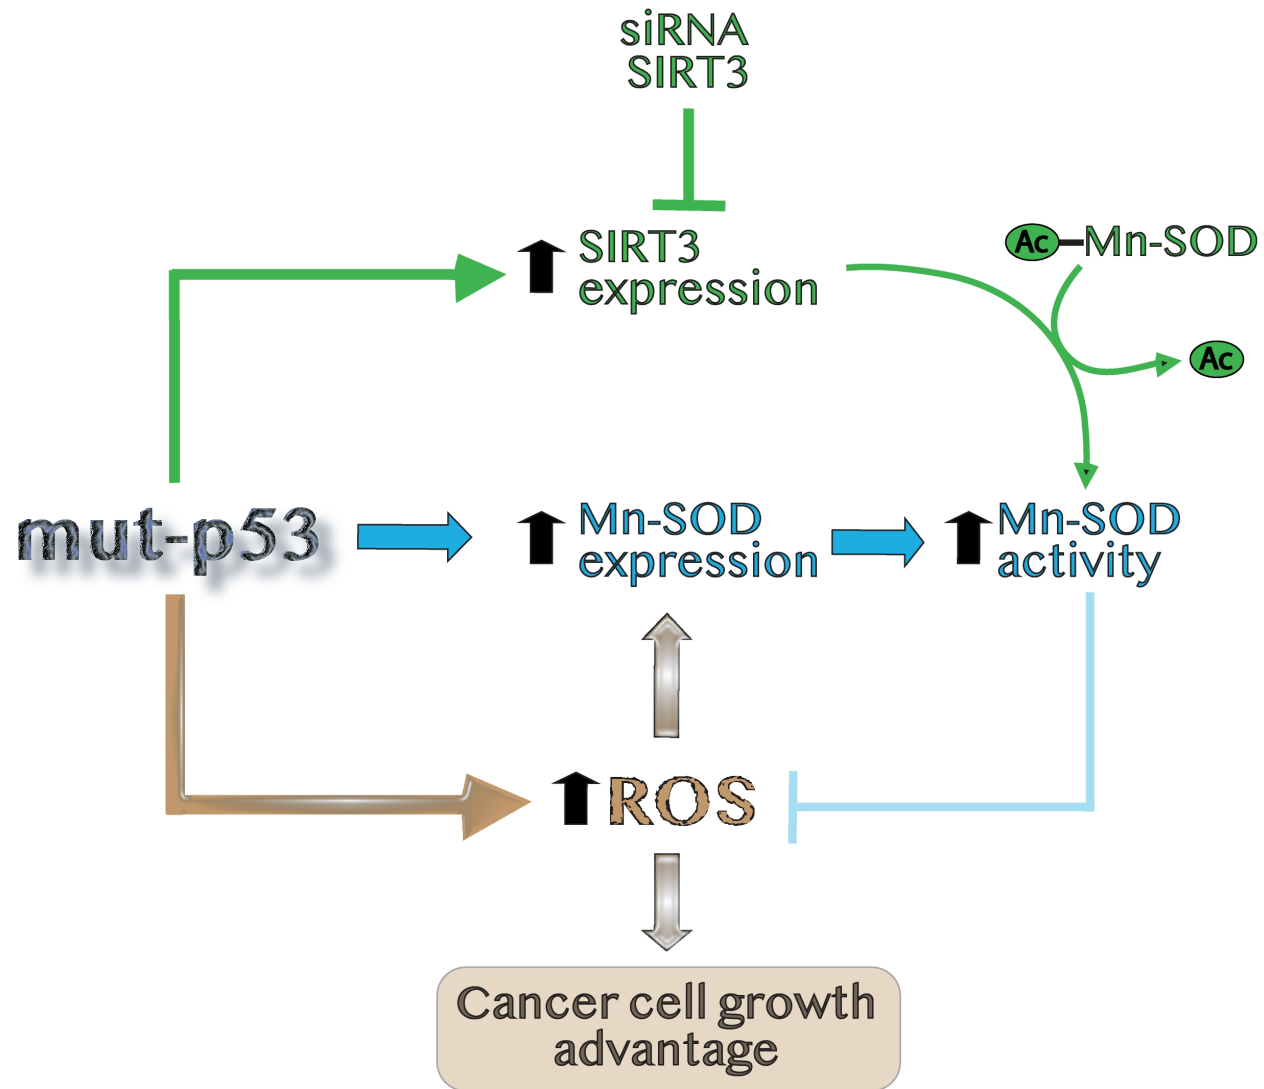 siRNA
SIRT3
SIRT3
expression
Ac Mn-SOD
Ac
mut-p53
Mn-SOD
expression
Mn-SOD
activity
ROS
Cancer cell growth
advantage